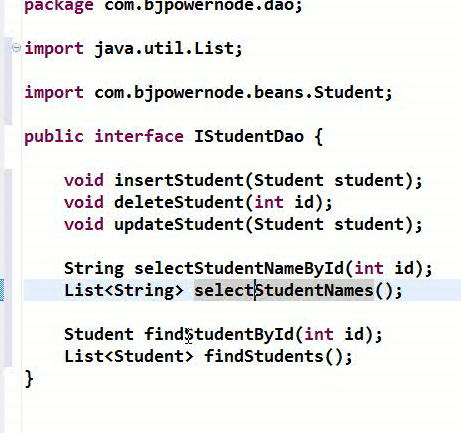 package com.bjpowernode.dao;
import java.util.List;
import com.bjpowernode.beans.Student;
public interface IStudentDao {
void insertStudent(Student student);
void deleteStudent(int id);
void updateStudent(Student student);
String selectStudentNameById(int id);
List<String> selectStudentNames();
Student findStudentById(int id);
List<Student> findStudents();
}